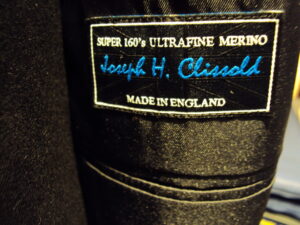 SUPER 160's ULTRAFINE MERINO
Joseph H. Clissold
MADE IN ENGLAND